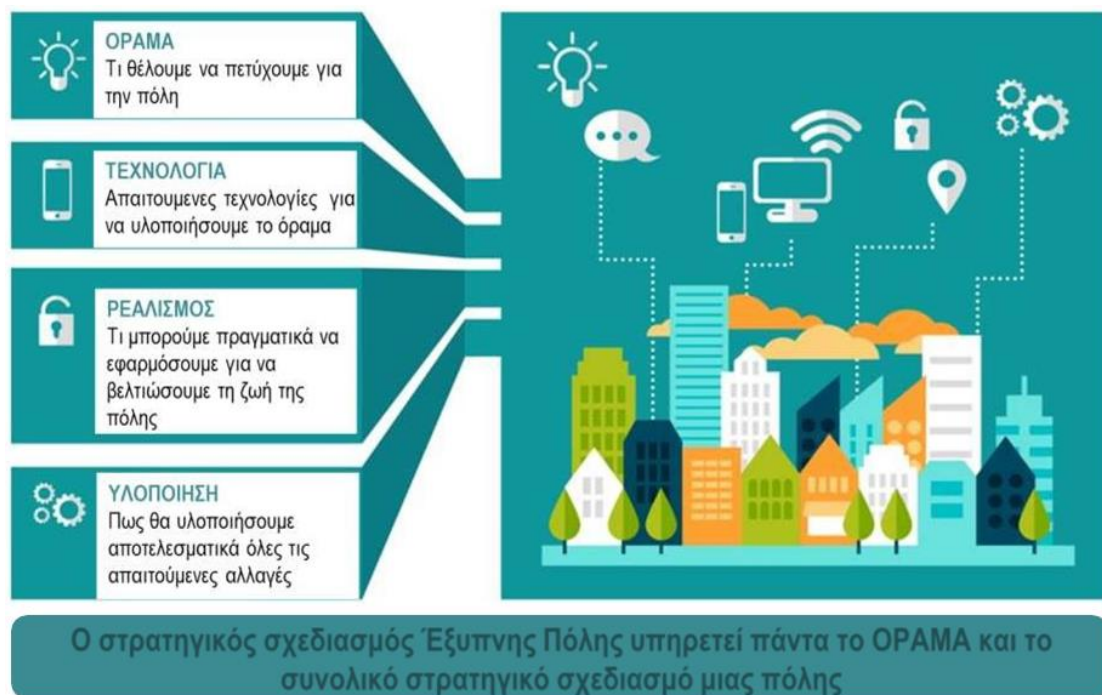 ΟΡΑΜΑ
Τι θέλουμε να πετύχουμε για
την πόλη
ΤΕΧΝΟΛΟΓΙΑ
Απαιτουμενες τεχνολογίες για
να υλοποιήσουμε το όραμα
ΡΕΑΛΙΣΜΟΣ
Τι μπορούμε πραγματικά να
εφαρμόσουμε για να
βελτιώσουμε τη ζωή της
πόλης
ΥΛΟΠΟΙΗΣΗ
Πως θα υλοποιήσουμε
αποτελεσματικά όλες τις
απαιτούμενες αλλαγές
Ο στρατηγικός σχεδιασμός Έξυπνης Πόλης υπηρετεί πάντα το ΟΡΑΜΑ και το
συνολικό στρατηγικό σχεδιασμό μιας πόλης